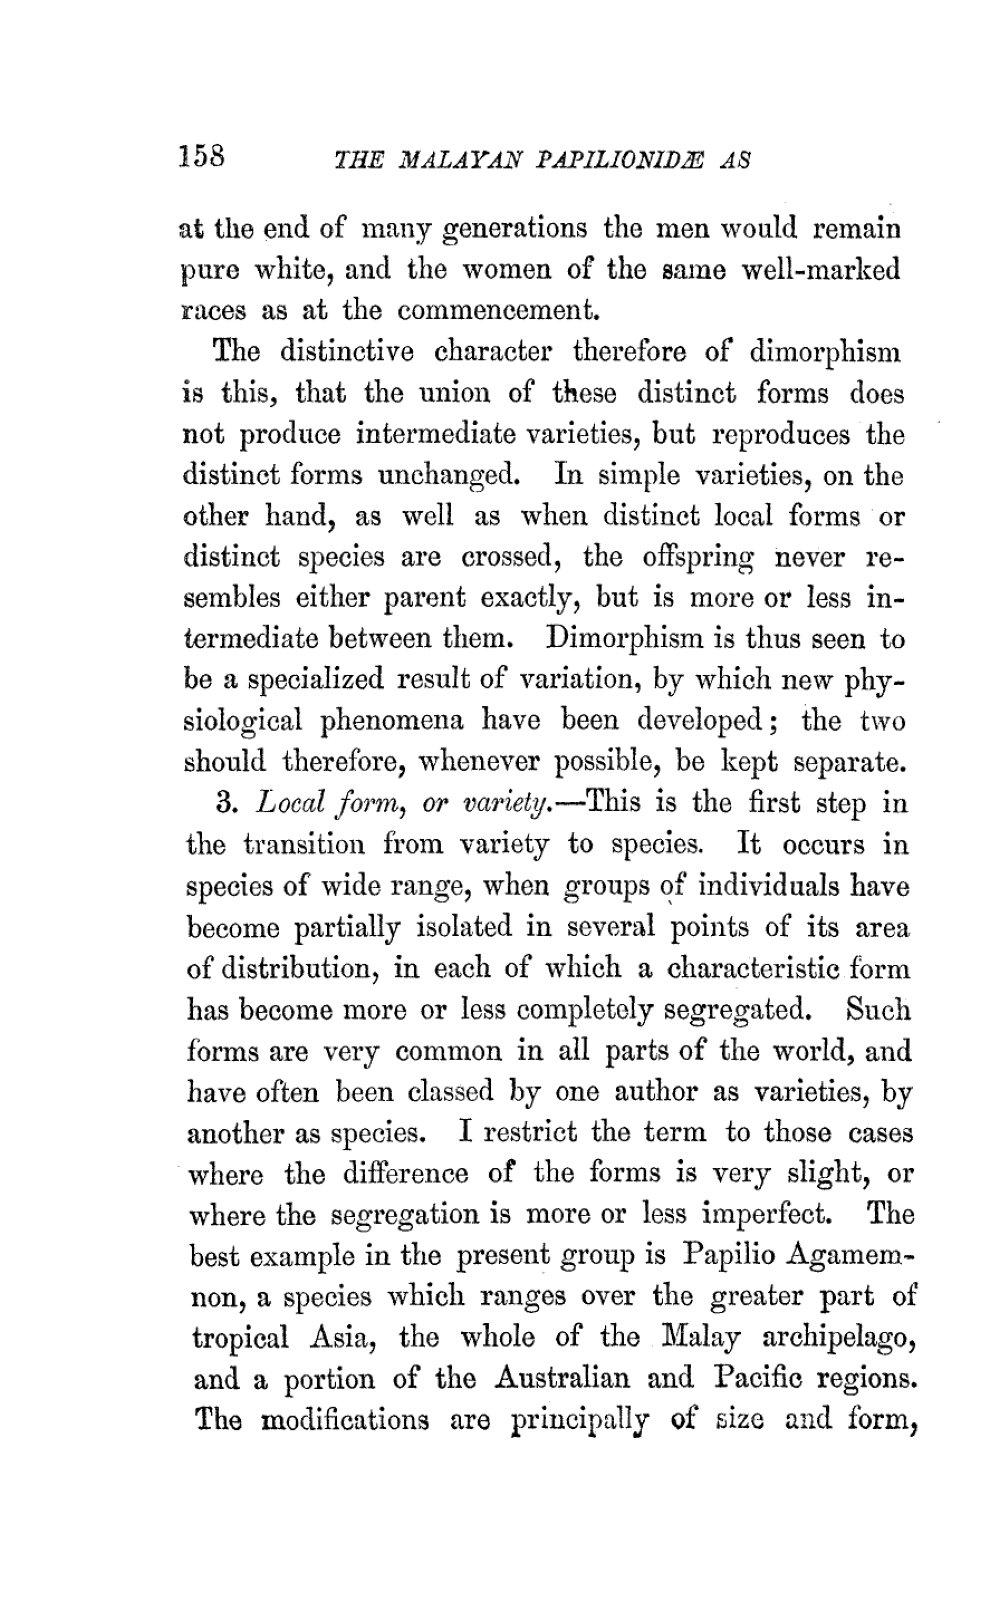 158 THE MALAYAN PAPILIONIDÆ AS
at the end of many generations the men would remain
pure white, and the women of the same well-marked
races as at the commencement.
The distinctive character therefore of dimorphism
is this, that the union of these distinct forms does
not produce intermediate varieties, but reproduces the
distinct forms unchanged. In simple varieties, on the
other hand, as well as when distinct local forms or
distinct species are crossed, the offspring never re-
sembles either parent exactly, but is more or less in-
termediate between them. Dimorphism is thus seen to
be a specialized result of variation, by which new phy-
siological phenomena have been developed; the two
should therefore, whenever possible, be kept separate.
3. Local form, or variety.—This is the first step in
the transition from variety to species. It occurs in
species of wide range, when groups of individuals have
become partially isolated in several points of its area
of distribution, in each of which a characteristic form
has become more or less completely segregated. Such
forms are very common in all parts of the world, and
have often been classed by one author as varieties, by
another as species. I restrict the term to those cases
where the difference of the forms is very slight, or
where the segregation is more or less imperfect. The
best example in the present group is Papilio Agamem-
non, a species which ranges over the greater part of
tropical Asia, the whole of the Malay archipelago,
and a portion of the Australian and Pacific regions.
The modifications are principally of size and form,